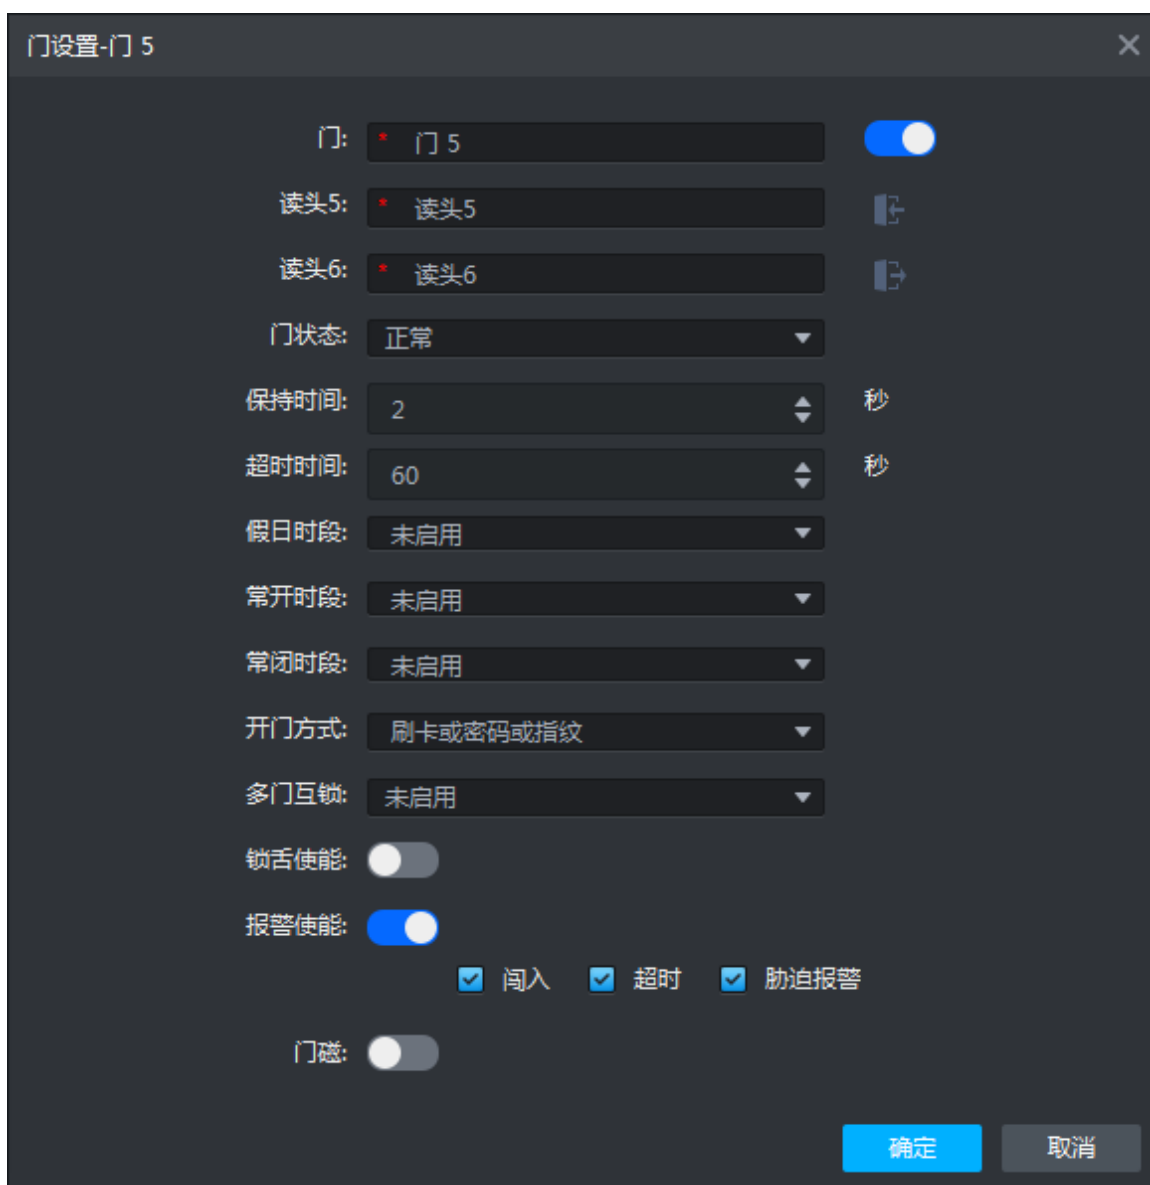 门设置-门 5
门: * 门 5
读头5: * 读头5
读头6: * 读头6
门状态: 正常
保持时间: 2 秒
超时时间: 60 秒
假日时段: 未启用
常开时段: 未启用
常闭时段: 未启用
开门方式: 刷卡或密码或指纹
多门互锁: 未启用
锁舌使能:
报警使能:
闯入 超时 胁迫报警
门磁:
确定 取消